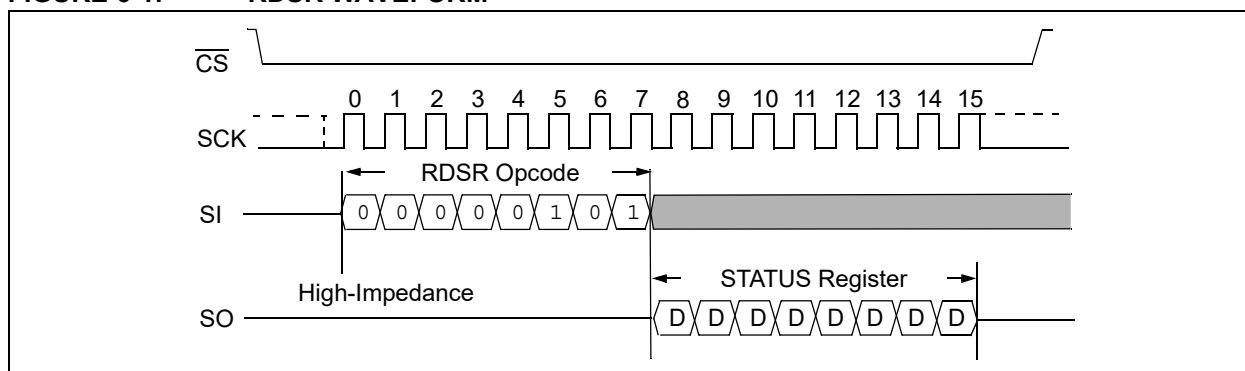 CS
0 1 2 3 4 5 6 7 8 9 10 11 12 13 14 15
SCK
RDSR Opcode
SI 0 0 0 0 0 1 0 1
STATUS Register
High-Impedance
SO D D D D D D D D